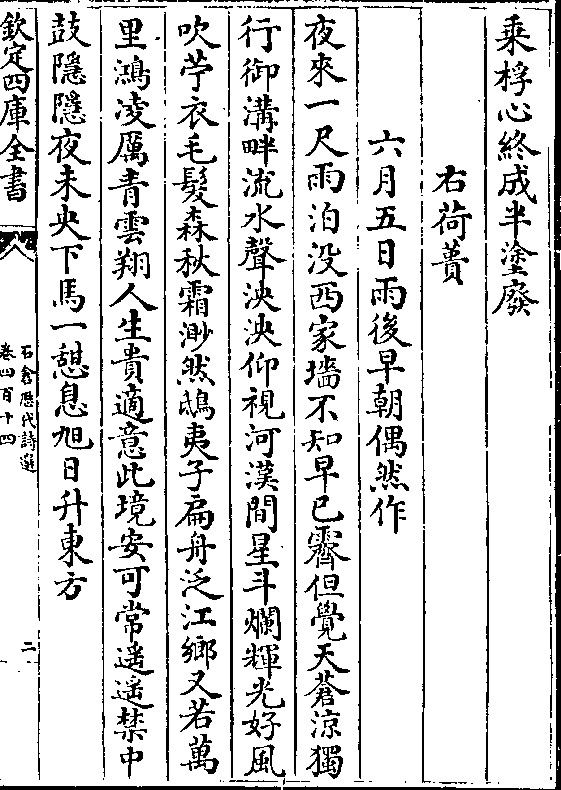 乘桴心終成半塗廢
右荷蕢
六月五日雨後早朝偶然作
夜來一尺雨泊没西家墻不知早已霽但覺天蒼涼獨
行御溝畔流水聲泱泱仰視河漢間星斗爛輝光好風
吹苧衣毛髮森秋霜渺然鴟夷子扁舟泛江鄉又若萬
里鴻凌厲青雲翔人生貴適意此境安可常遥遥禁中
鼓隱隱夜未央下馬一憇息旭日升東方
欽定四庫全書
石倉歷代詩選
卷四百十四
二